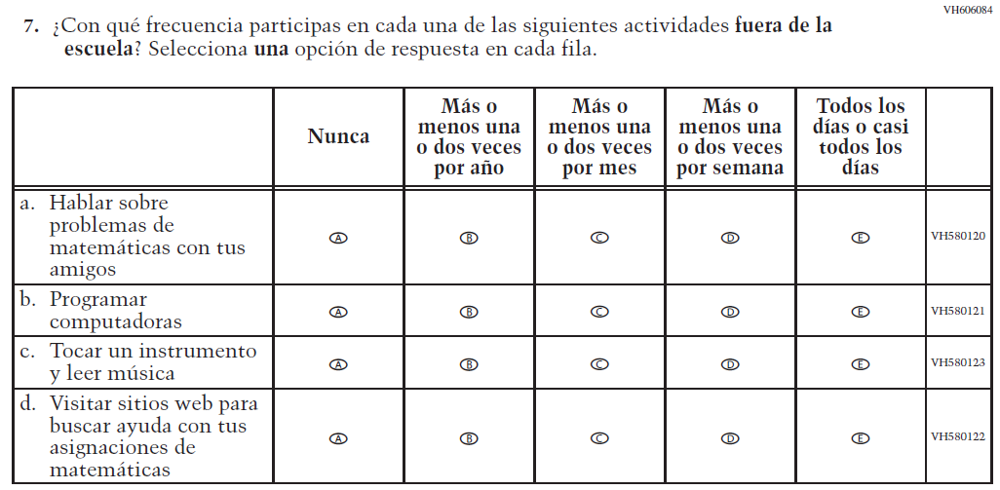 VH606084
7. ¿Con qué frecuencia participas en cada una de las siguientes actividades fuera de la
escuela? Selecciona una opción de respuesta en cada fila.
Nunca
Más o
menos una
o dos veces
por año
Más o
menos una
o dos veces
por mes
Más o
menos una
o dos veces
por semana
Todos los
días o casi
todos los
días
a. Hablar sobre
problemas de
matemáticas con tus
amigos
A B C D E VH580120
b. Programar
computadoras
A B C D E VH580121
c. Tocar un instrumento
y leer música
A B C D E VH580123
d. Visitar sitios web para
buscar ayuda con tus
asignaciones de
matemáticas
A B C D E VH580122